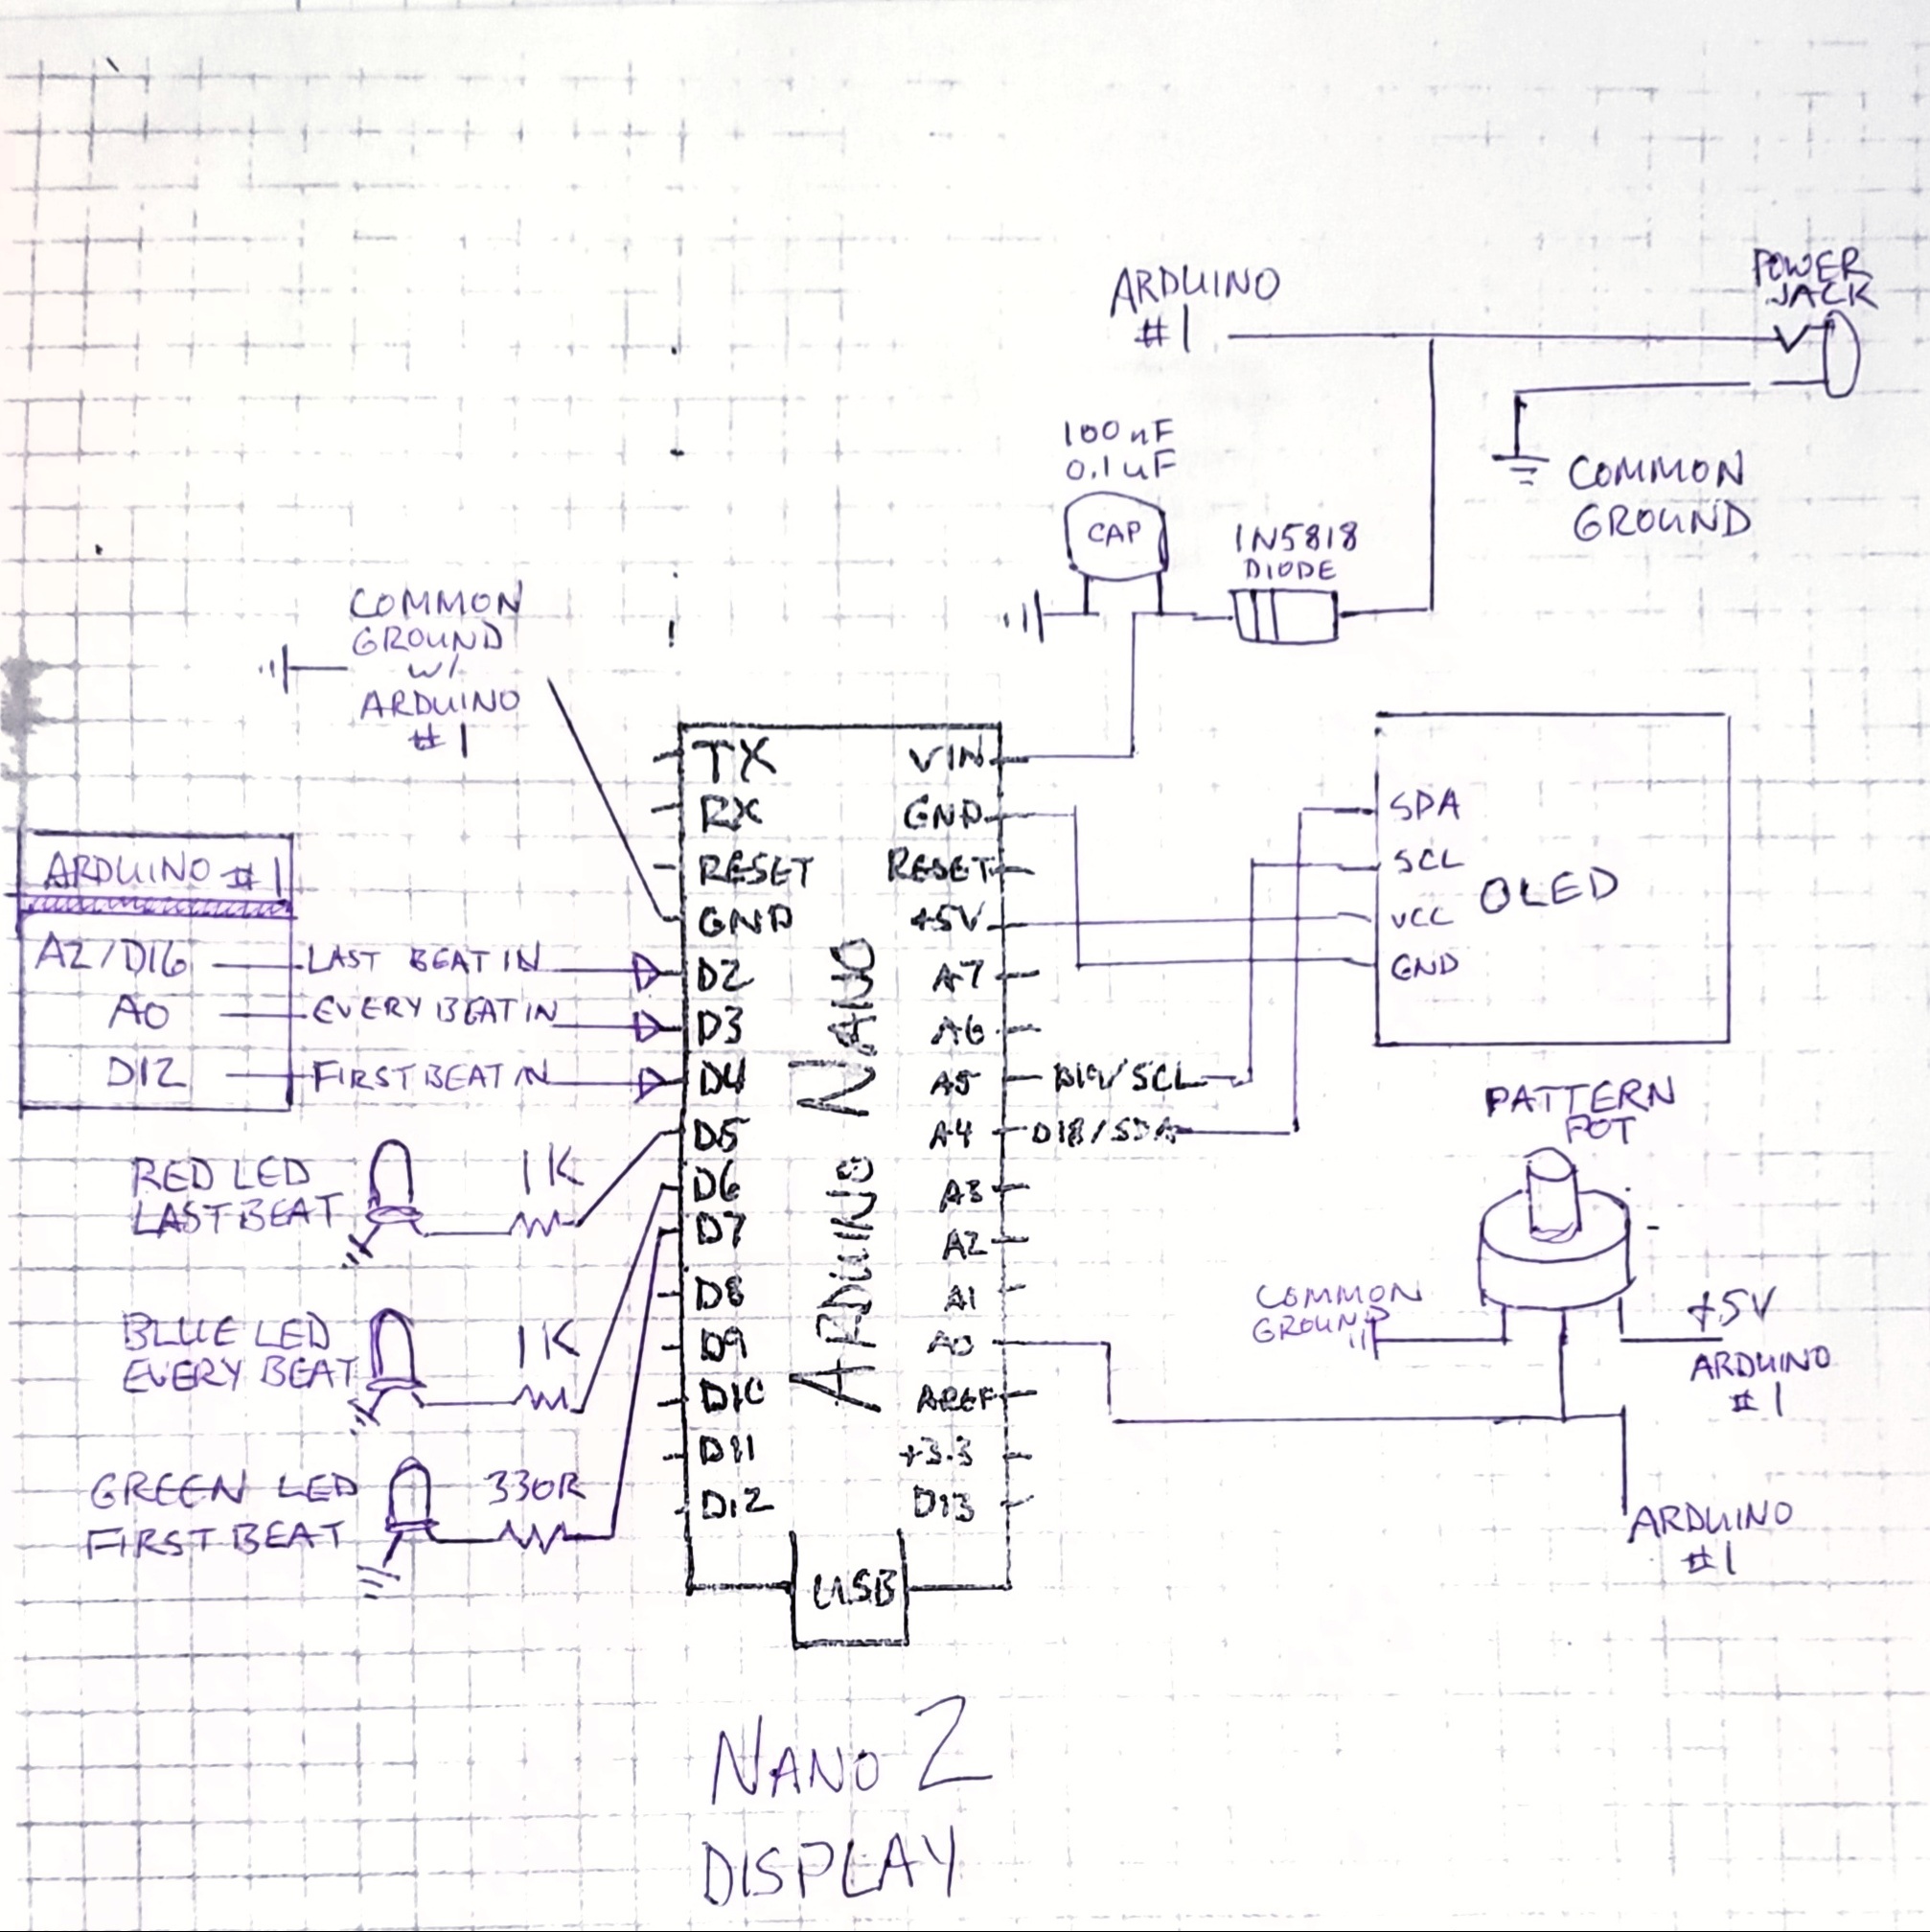 ARDUINO
#1
POWER
JACK
100 nF
0.1 uF
CAP
1N5818
DIODE
COMMON
GROUND
COMMON
GROUND
W/
ARDUINO
#1
ARDUINO #1
A2/D16
A0
D12
LAST BEAT IN
EVERY BEAT IN
FIRST BEAT IN
RED LED
LAST BEAT
1K
BLUE LED
EVERY BEAT
1K
GREEN LED
FIRST BEAT
330R
TX
RX
RESET
GND
D2
D3
D4
D5
D6
D7
D8
D9
D10
D11
D12
ARDUINO NANO
VIN
GND
RESET
+5V
A7
A6
A5
A4
A3
A2
A1
A0
AREF
+3.3
D13
USB
D19/SCL
D18/SDA
SDA
SCL
VCC
GND
OLED
PATTERN
POT
COMMON
GROUND
+5V
ARDUINO
#1
ARDUINO
#1
NANO 2
DISPLAY